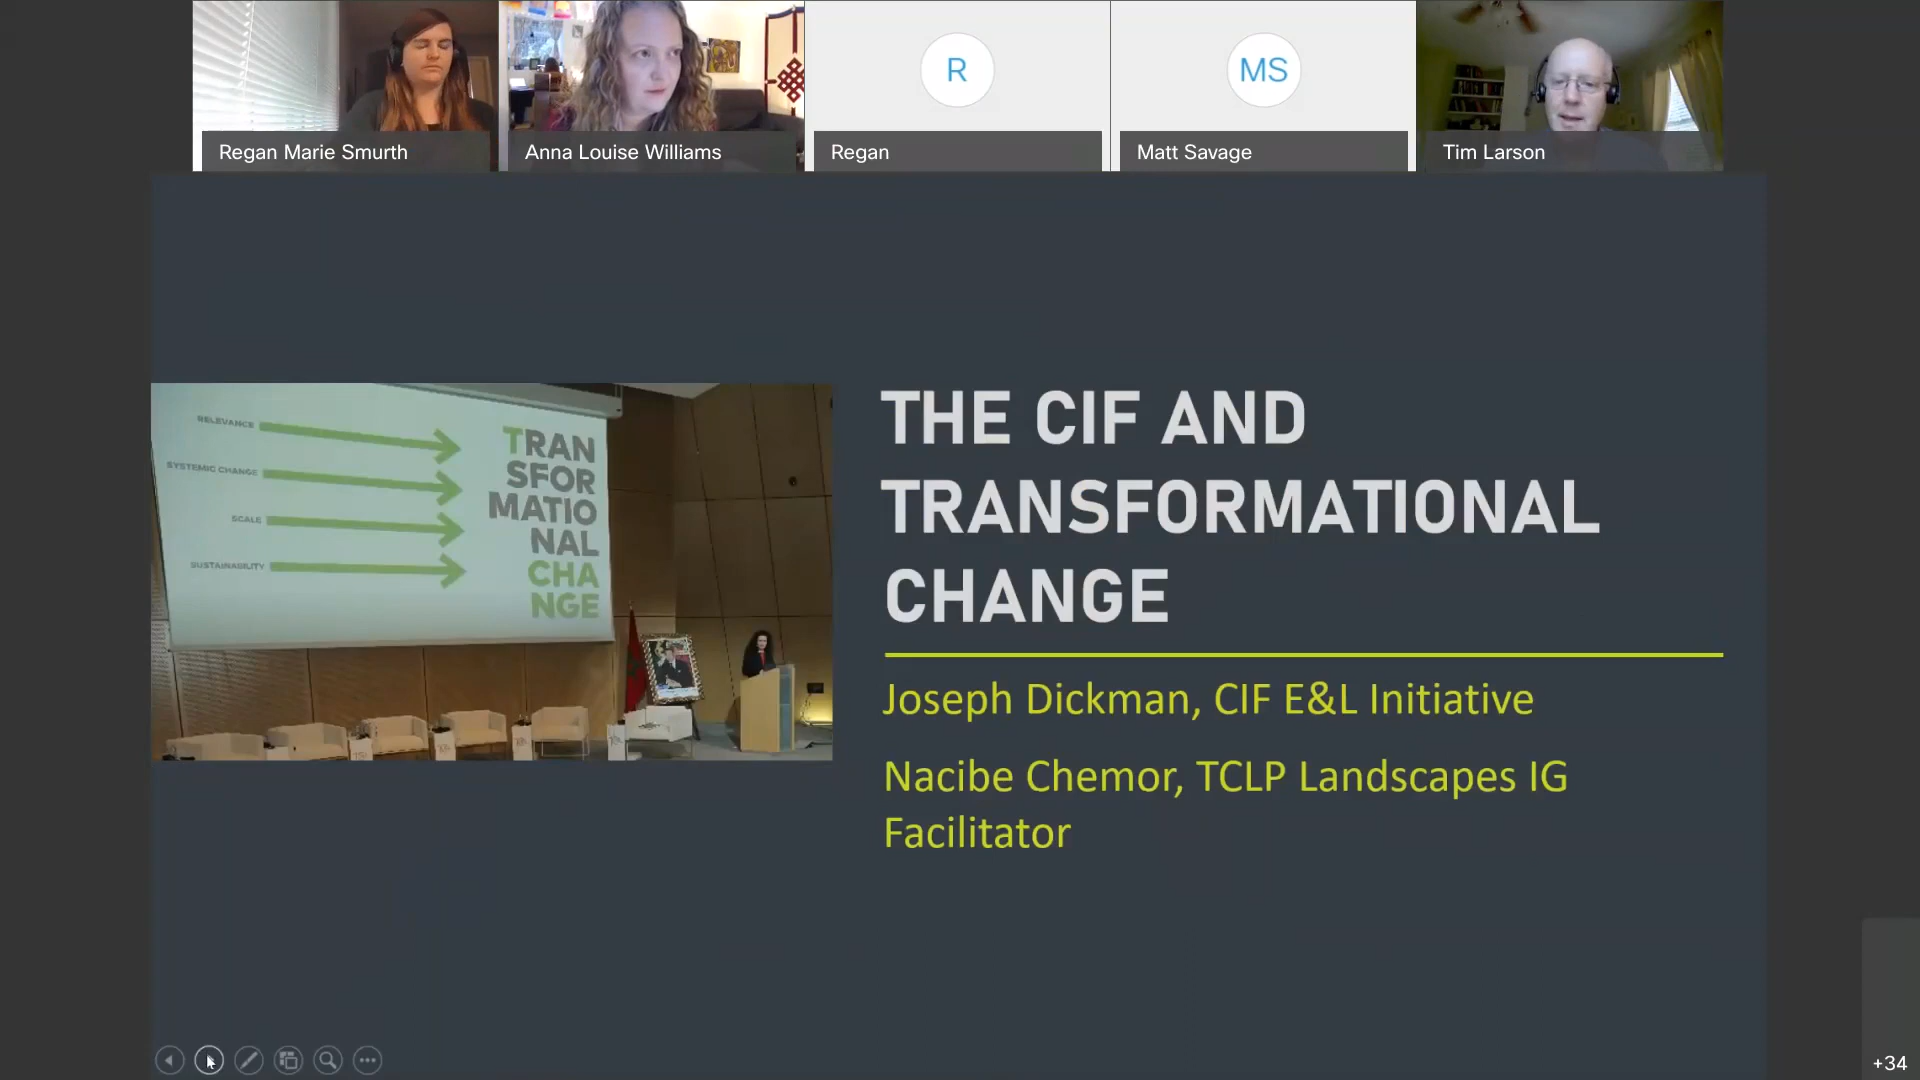 Regan Marie Smurth
Anna Louise Williams
R
Regan
MS
Matt Savage
Tim Larson
RELEVANCE
SYSTEMIC CHANGE
SCALE
SUSTAINABILITY
TRAN
SFOR
MATIO
NAL
CHA
NGE
THE CIF AND
TRANSFORMATIONAL
CHANGE
Joseph Dickman, CIF E&L Initiative
Nacibe Chemor, TCLP Landscapes IG
Facilitator
+34